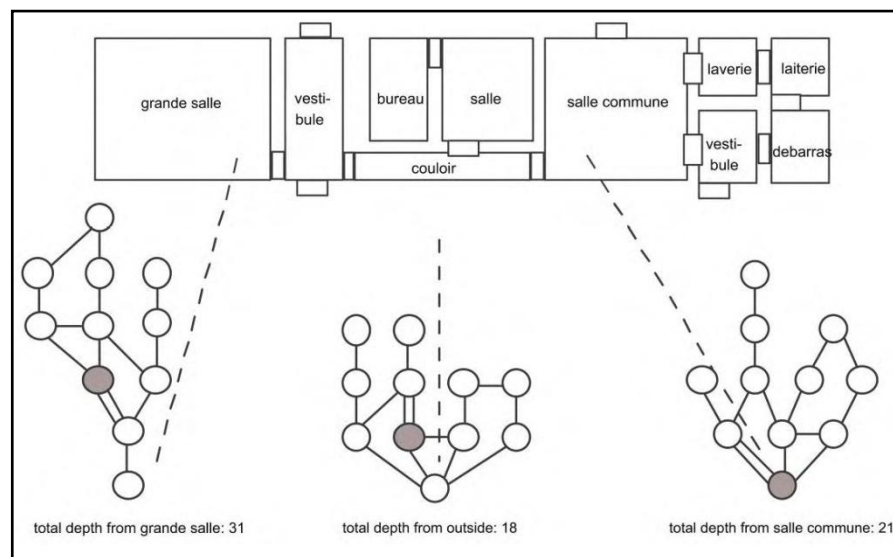 grande salle
vesti-
bule
bureau
salle
salle commune
laverie
laiterie
couloir
vesti-
bule
debarras
total depth from grande salle: 31
total depth from outside: 18
total depth from salle commune: 21